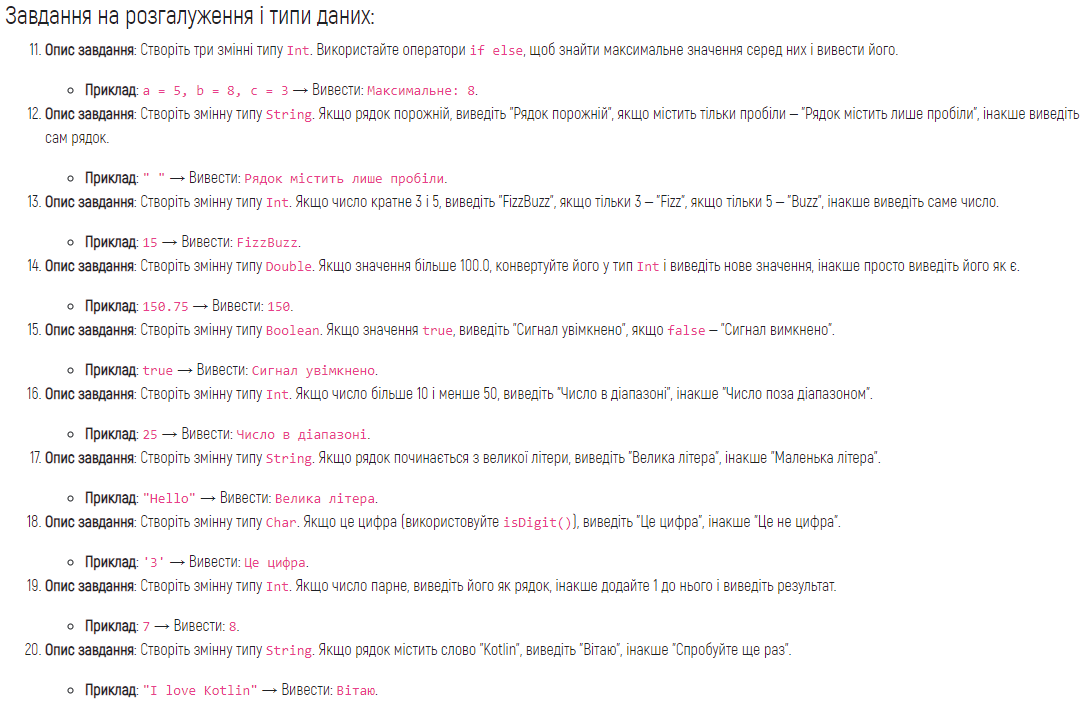 Завдання на розгалуження і типи даних:
11. Опис завдання: Створіть три змінні типу Int. Використайте оператори if else, щоб знайти максимальне значення серед них і вивести його.
Приклад: a = 5, b = 8, c = 3 → Вивести: Максимальне: 8.
12. Опис завдання: Створіть змінну типу String. Якщо рядок порожній, виведіть "Рядок порожній", якщо містить тільки пробіли – "Рядок містить лише пробіли", інакше виведіть
сам рядок.
Приклад: " " → Вивести: Рядок містить лише пробіли.
13. Опис завдання: Створіть змінну типу Int. Якщо число кратне 3 і 5, виведіть "FizzBuzz", якщо тільки 3 – "Fizz", якщо тільки 5 – "Buzz", інакше виведіть саме число.
Приклад: 15 → Вивести: FizzBuzz.
14. Опис завдання: Створіть змінну типу Double. Якщо значення більше 100.0, конвертуйте його у тип Int і виведіть нове значення, інакше просто виведіть його як є.
Приклад: 150.75 → Вивести: 150.
15. Опис завдання: Створіть змінну типу Boolean. Якщо значення true, виведіть "Сигнал увімкнено", якщо false – "Сигнал вимкнено".
Приклад: true → Вивести: Сигнал увімкнено.
16. Опис завдання: Створіть змінну типу Int. Якщо число більше 10 і менше 50, виведіть "Число в діапазоні", інакше "Число поза діапазоном".
Приклад: 25 → Вивести: Число в діапазоні.
17. Опис завдання: Створіть змінну типу String. Якщо рядок починається з великої літери, виведіть "Велика літера", інакше "Маленька літера".
Приклад: "Hello" → Вивести: Велика літера.
18. Опис завдання: Створіть змінну типу Char. Якщо це цифра (використовуйте isDigit()), виведіть "Це цифра", інакше "Це не цифра".
Приклад: '3' → Вивести: Це цифра.
19. Опис завдання: Створіть змінну типу Int. Якщо число парне, виведіть його як рядок, інакше додайте 1 до нього і виведіть результат.
Приклад: 7 → Вивести: 8.
20. Опис завдання: Створіть змінну типу String. Якщо рядок містить слово "Kotlin", виведіть "Вітаю", інакше "Спробуйте ще раз".
Приклад: "I love Kotlin" → Вивести: Вітаю.